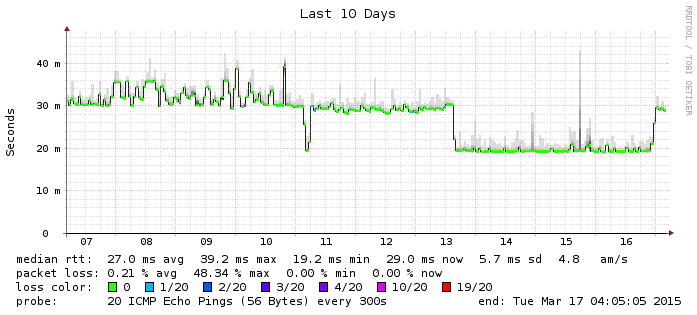 Last 10 Days
RRDTOOL / TOBI OETIKER
Seconds
40 m
30 m
20 m
10 m
0
07 08 09 10 11 12 13 14 15 16
median rtt: 27.0 ms avg 39.2 ms max 19.2 ms min 29.0 ms now 5.7 ms sd 4.8 am/s
packet loss: 0.21 % avg 48.34 % max 0.00 % min 0.00 % now
loss color: 0 1/20 2/20 3/20 4/20 10/20 19/20
probe: 20 ICMP Echo Pings (56 Bytes) every 300s end: Tue Mar 17 04:05:05 2015